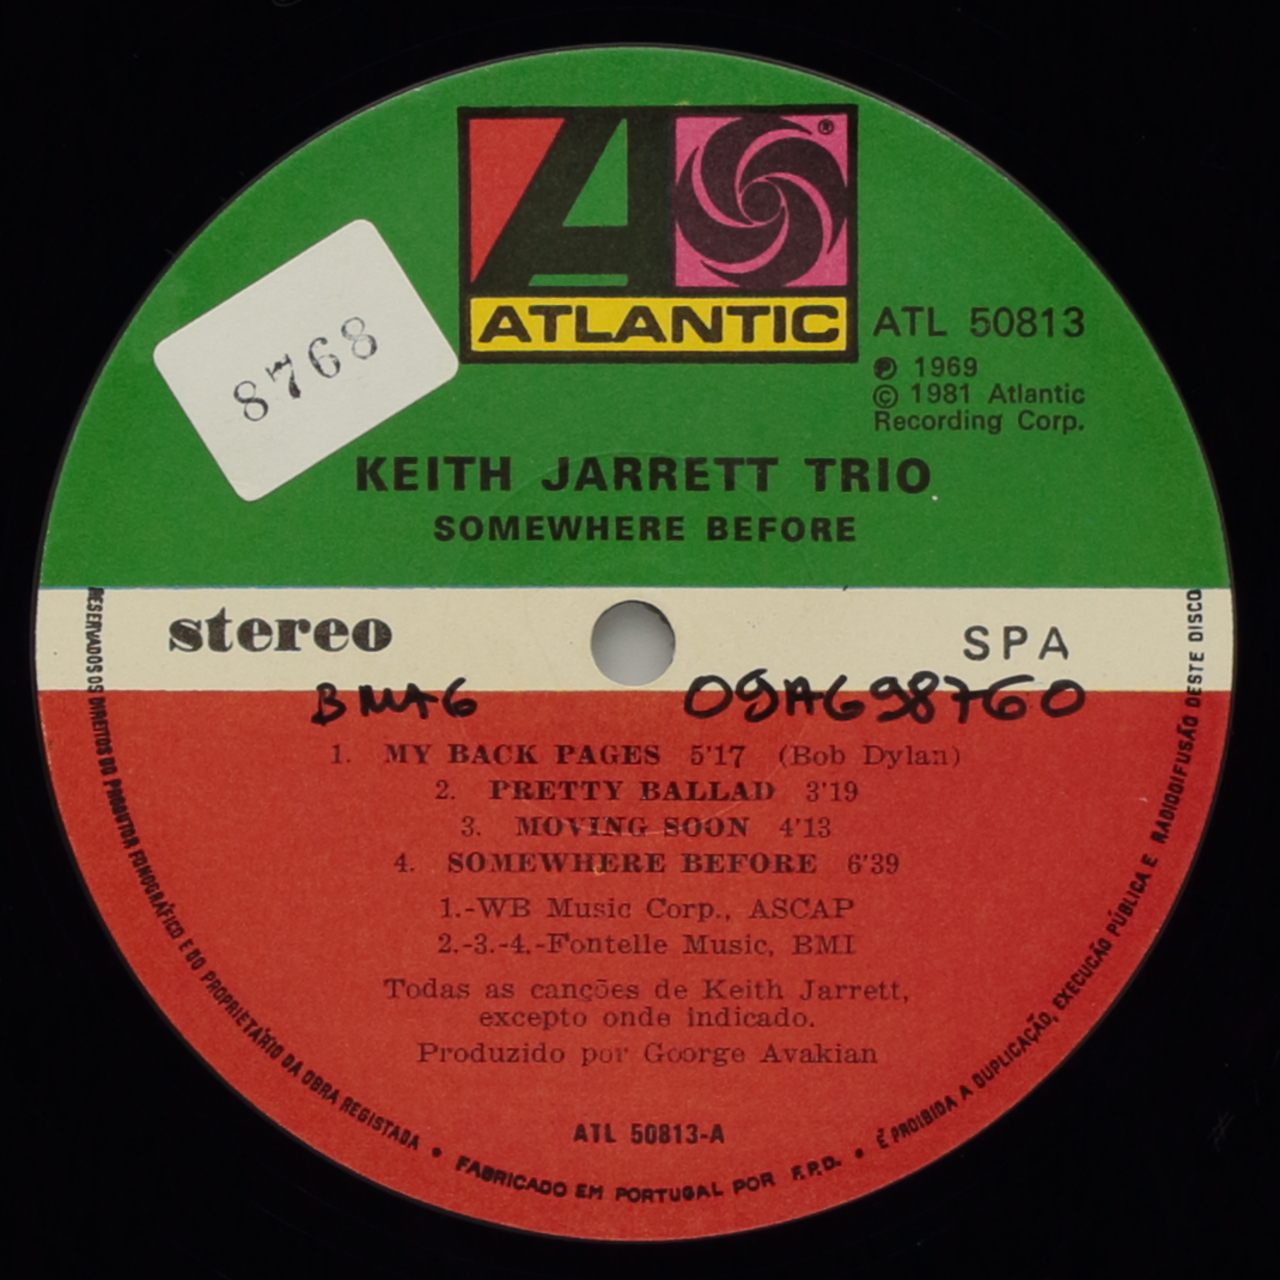 ®
ATLANTIC
ATL 50813
℗ 1969
© 1981 Atlantic
Recording Corp.
8768
KEITH JARRETT TRIO
SOMEWHERE BEFORE
stereo
SPA
BMA6
09A698760
1. MY BACK PAGES 5'17 (Bob Dylan)
2. PRETTY BALLAD 3'19
3. MOVING SOON 4'13
4. SOMEWHERE BEFORE 6'39
1.-WB Music Corp., ASCAP
2.-3.-4.-Fontelle Music, BMI
Todas as canções de Keith Jarrett,
excepto onde indicado.
Produzido por George Avakian
ATL 50813-A
RESERVADOS OS DIREITOS DO PRODUTOR FONOGRÁFICO E DO PROPRIETÁRIO DA OBRA REGISTADA • FABRICADO EM PORTUGAL POR F.P.D. • É PROIBIDA A DUPLICAÇÃO, EXECUCÃO PÚBLICA E RADIODIFUSÃO DESTE DISCO